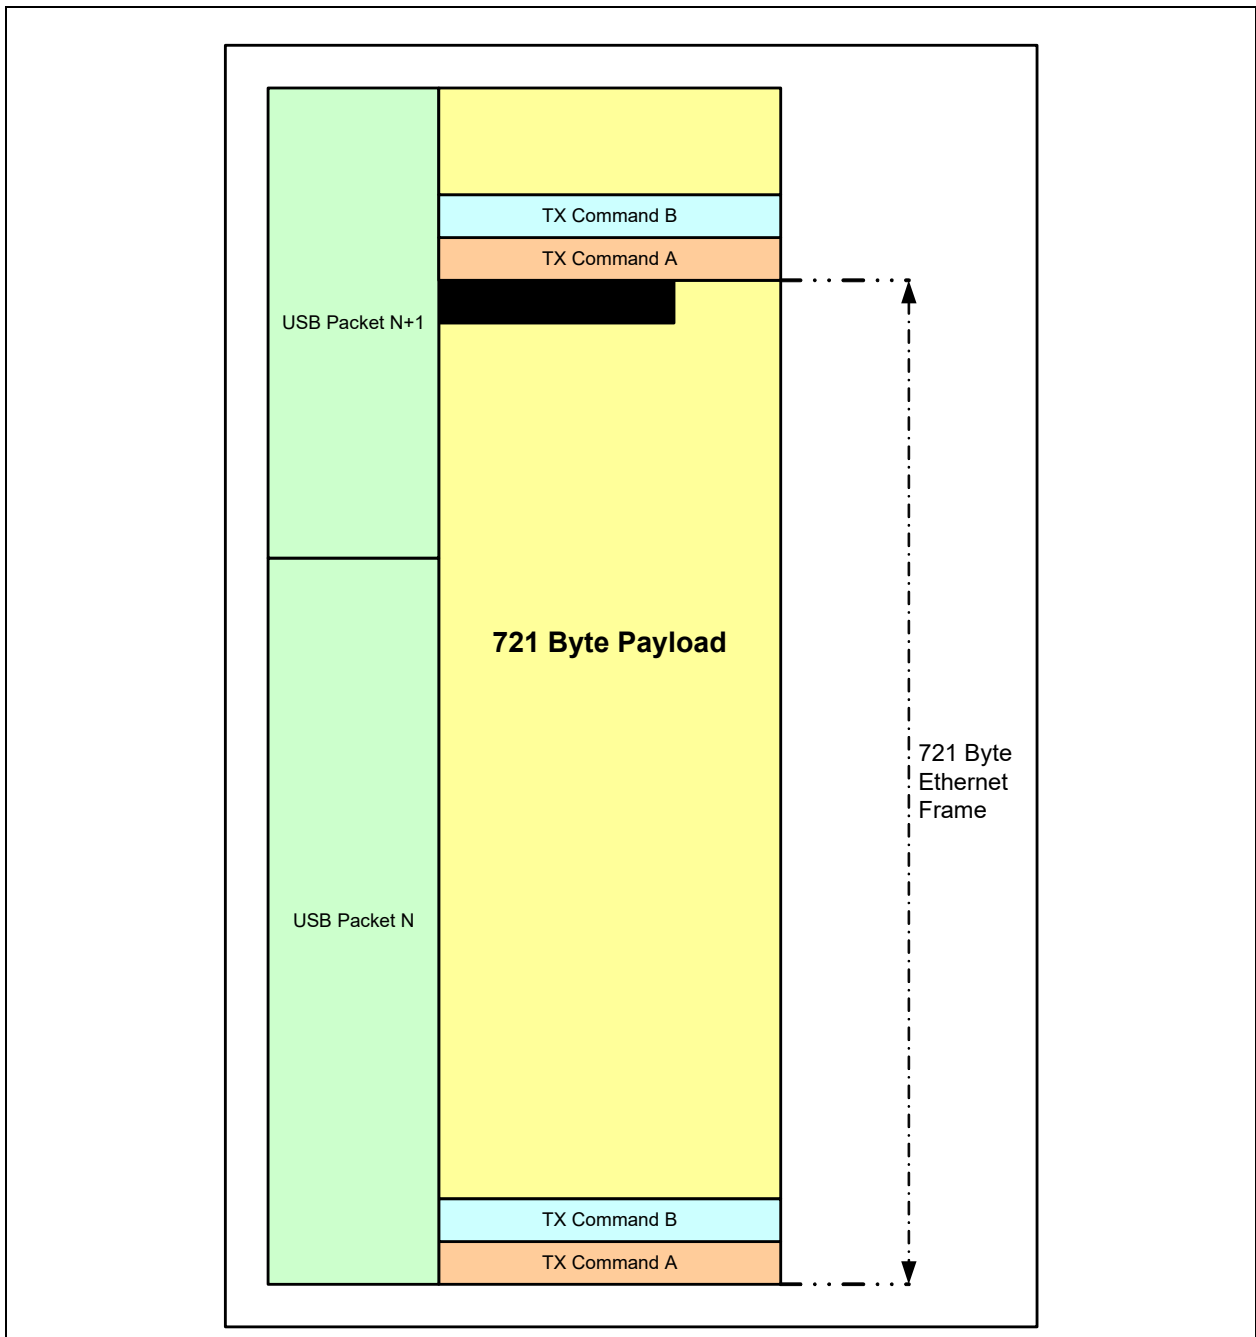 TX Command B
TX Command A
USB Packet N+1
721 Byte Payload
721 Byte
Ethernet
Frame
USB Packet N
TX Command B
TX Command A